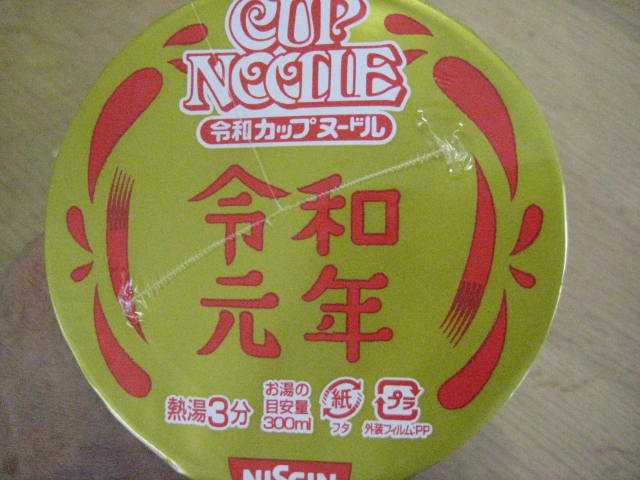 CUP
NOODLE
令和カップヌードル
令和
元年
熱湯3分
お湯の
目安量
300ml
紙
フタ
プラ
外装フィルム:PP
NISSIN